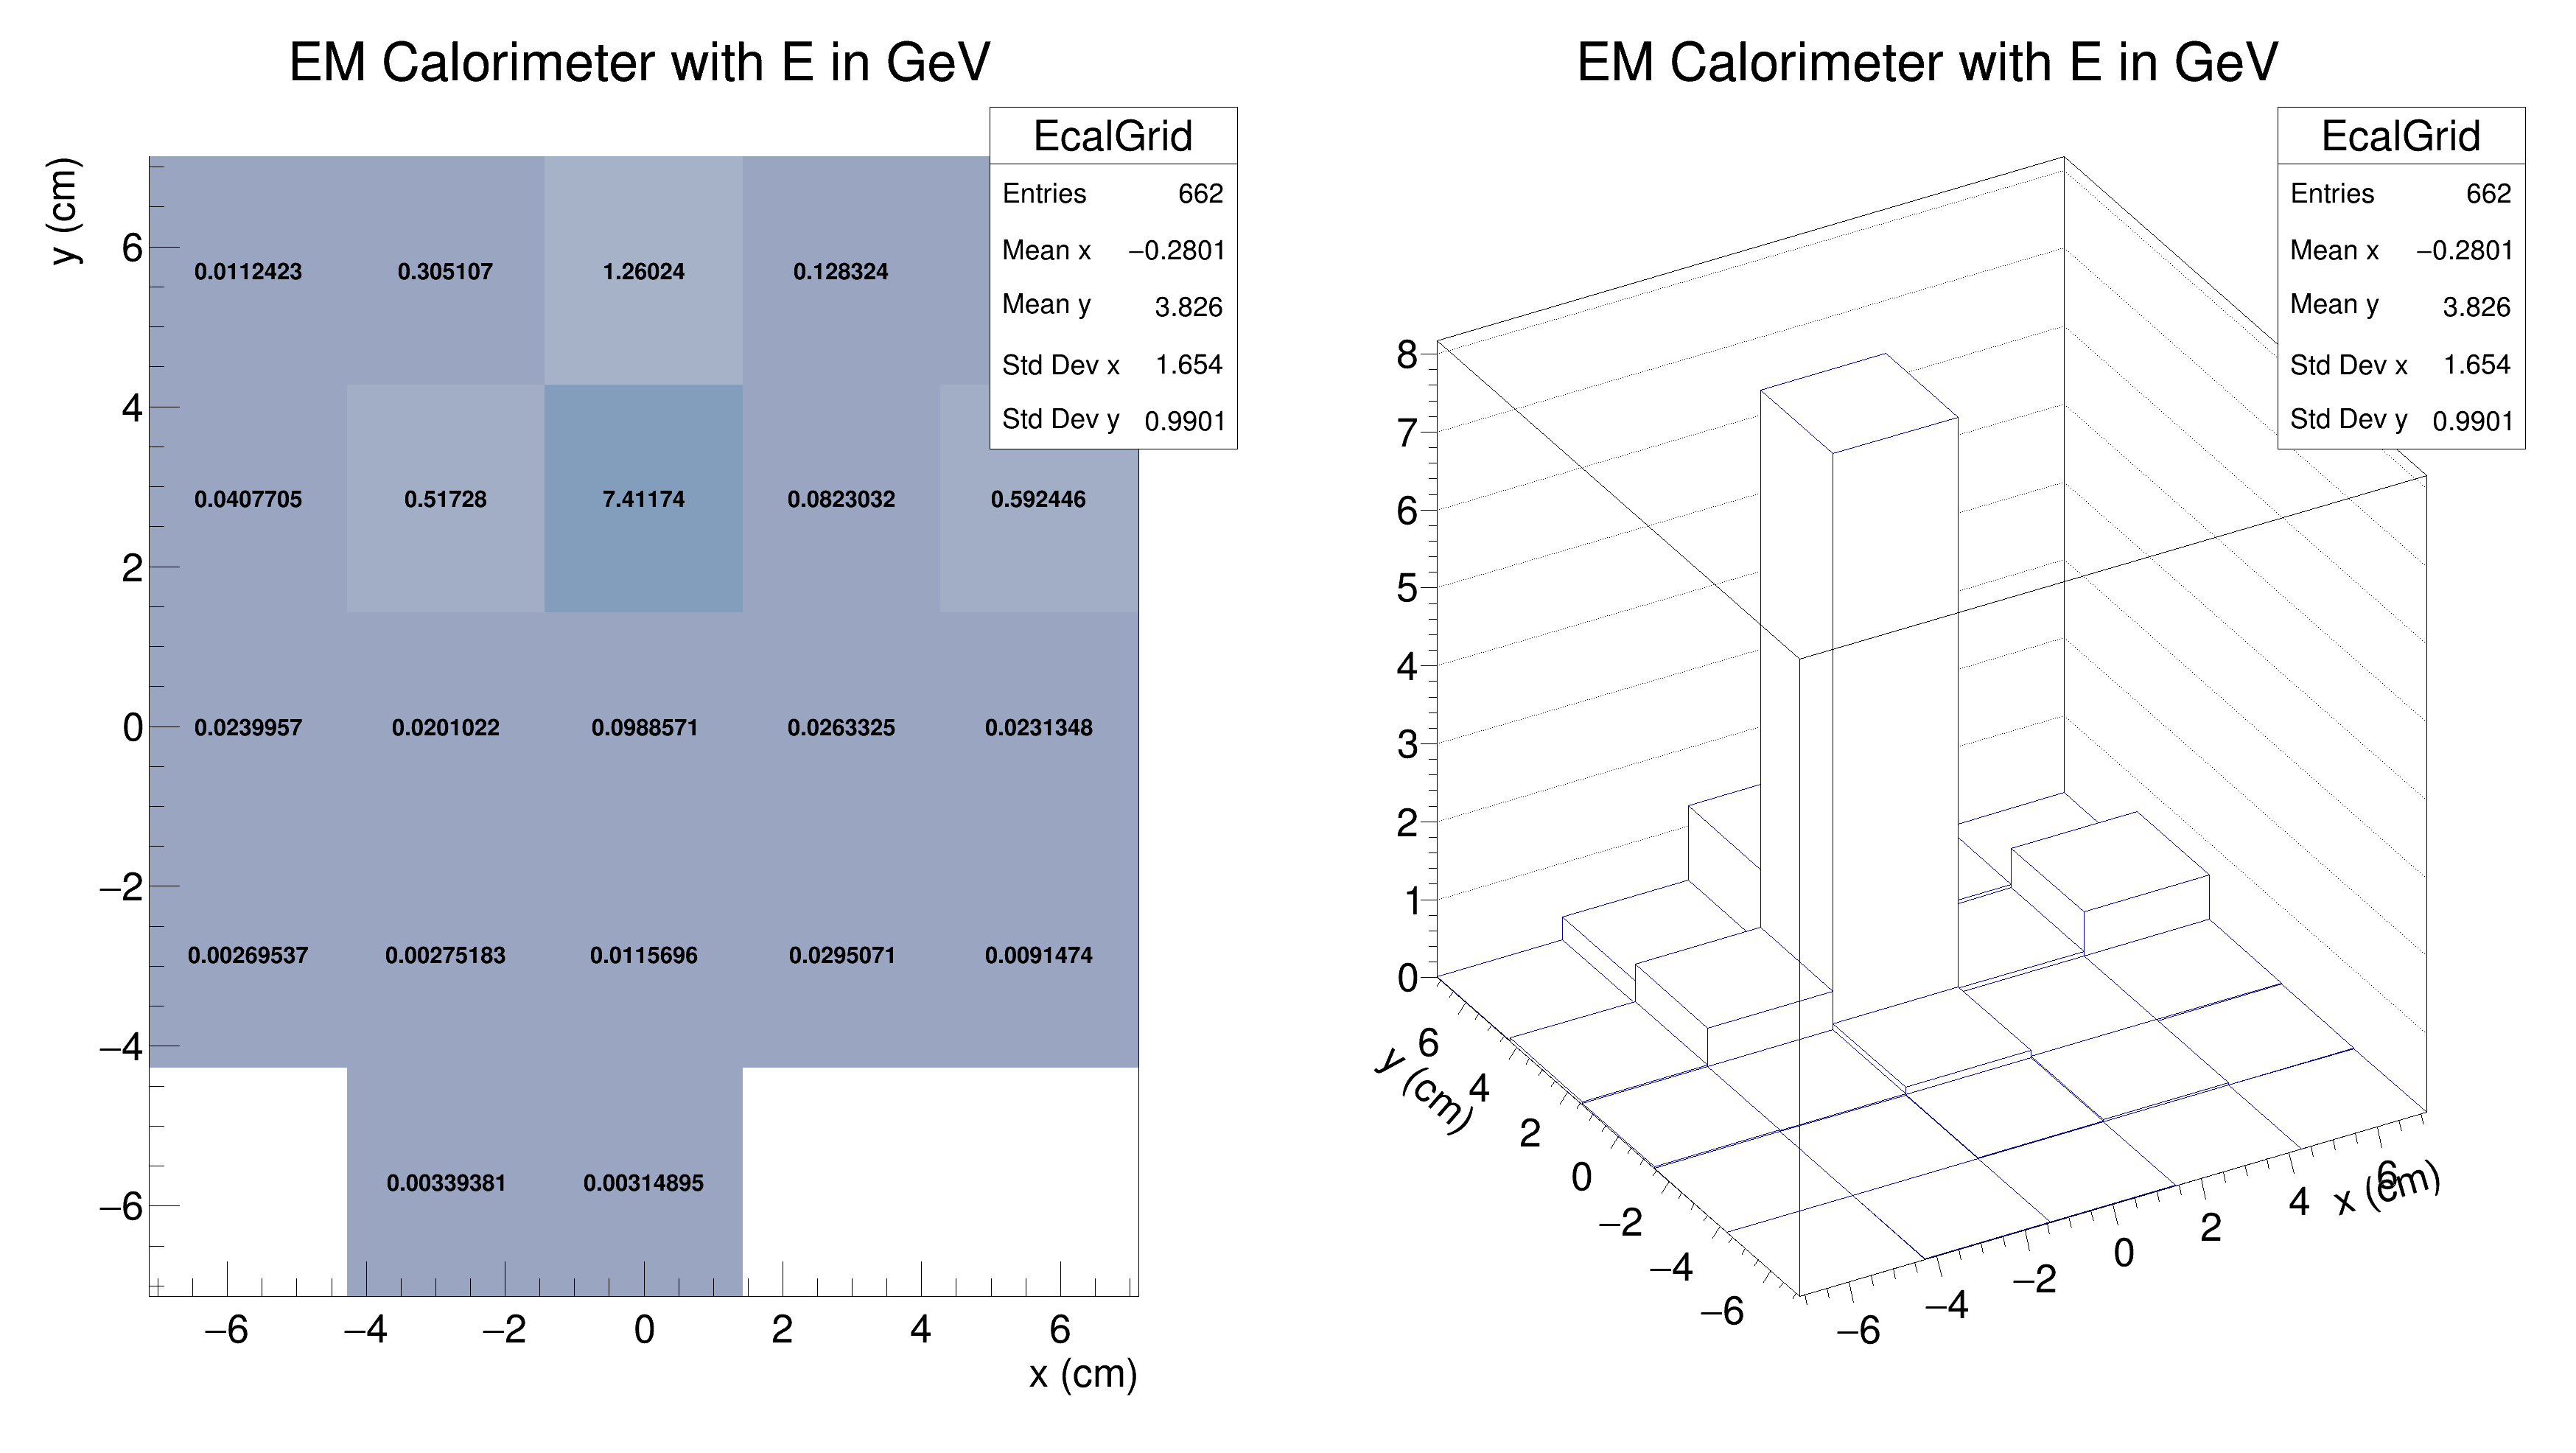 EM Calorimeter with E in GeV
EcalGrid
Entries 662
Mean x −0.2801
Mean y 3.826
Std Dev x 1.654
Std Dev y 0.9901
y (cm)
6
4
2
0
−2
−4
−6
0.0112423 0.305107 1.26024 0.128324
0.0407705 0.51728 7.41174 0.0823032 0.592446
0.0239957 0.0201022 0.0988571 0.0263325 0.0231348
0.00269537 0.00275183 0.0115696 0.0295071 0.0091474
0.00339381 0.00314895
−6 −4 −2 0 2 4 6
x (cm)
EM Calorimeter with E in GeV
EcalGrid
Entries 662
Mean x −0.2801
Mean y 3.826
Std Dev x 1.654
Std Dev y 0.9901
8
7
6
5
4
3
2
1
0
y (cm)
6
4
2
0
−2
−4
−6
−6 −4 −2 0 2 4 6
x (cm)